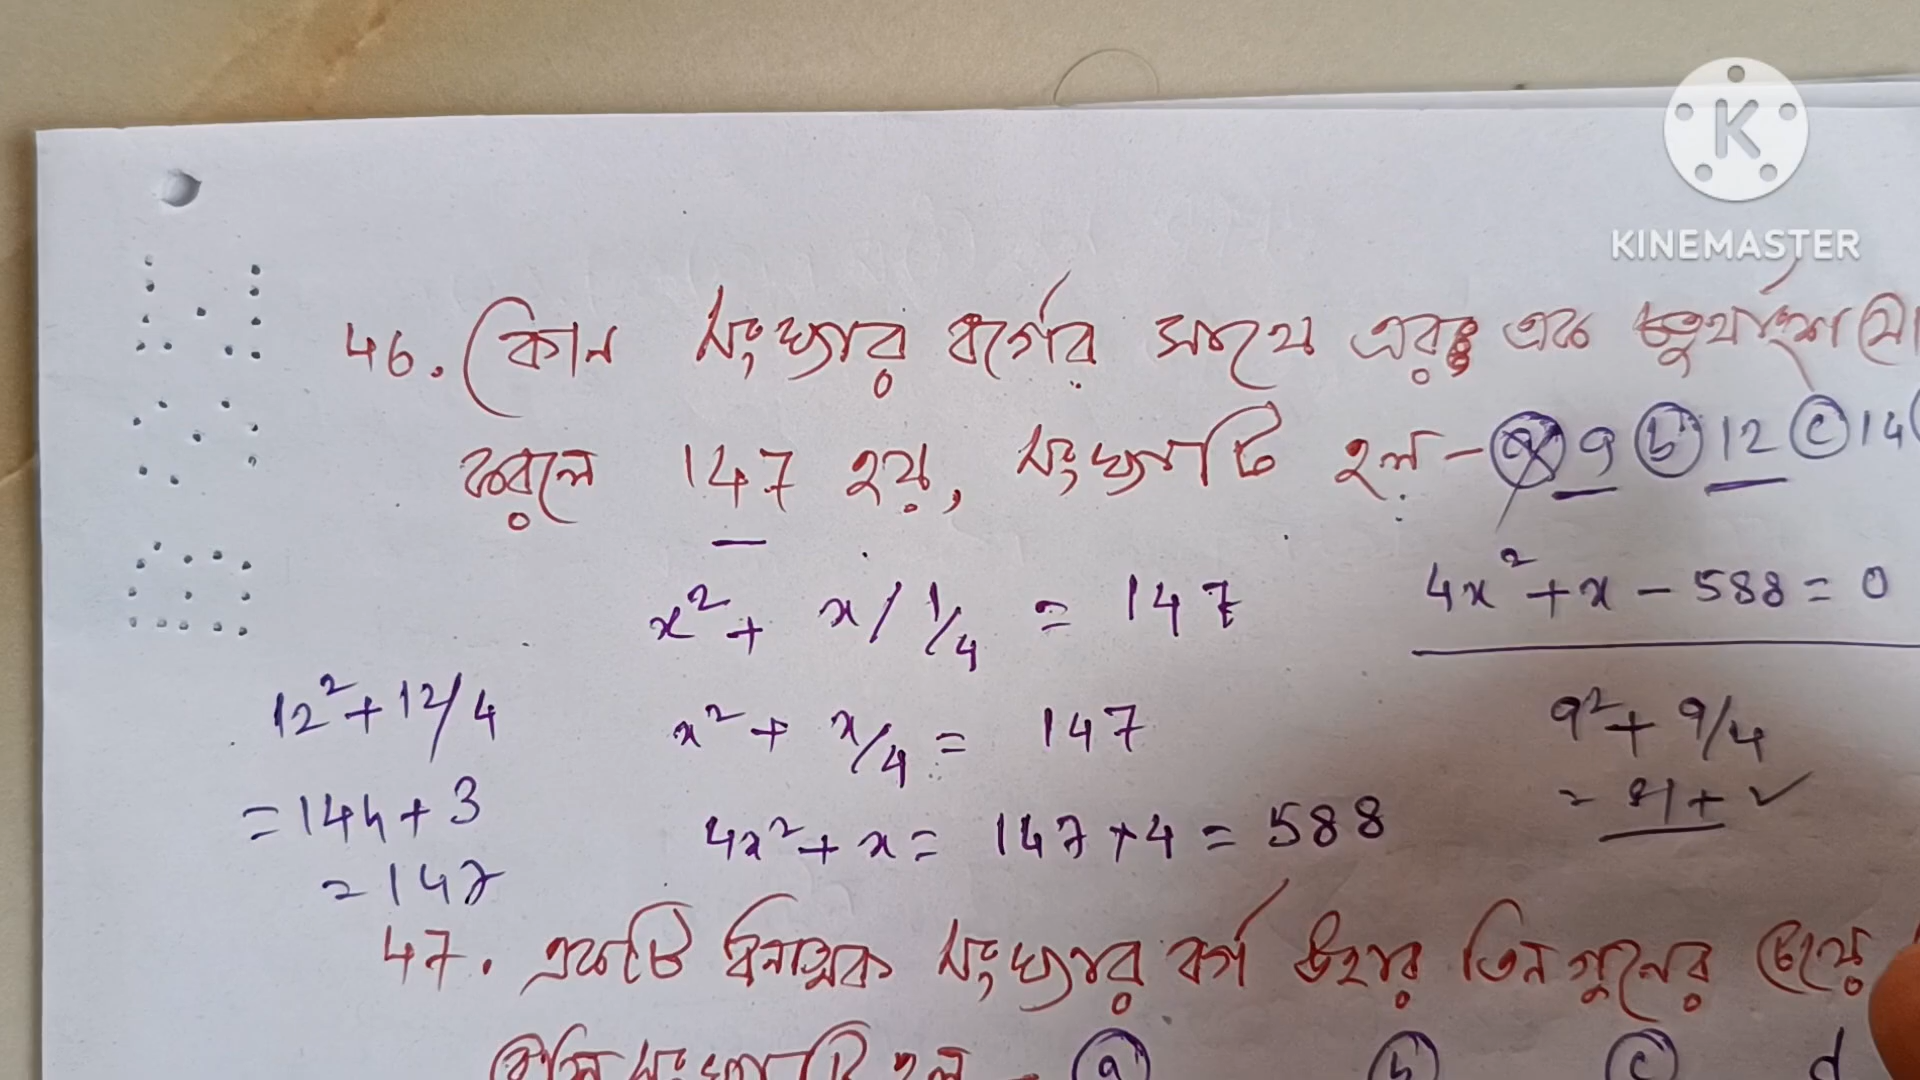 KINEMASTER
46. কোন সংখ্যার বর্গের সাথে এর এক চতুর্থাংশ যো
করলে 147 হয়, সংখ্যাটি হল - a 9 b 12 c 14
x² + x/1/4 = 147
4x² + x - 588 = 0
12² + 12/4
x² + x/4 = 147
9² + 9/4
= 144 + 3
= 81 + ✓
4x² + x = 147 × 4 = 588
= 147
47. একটি ধনাত্মক সংখ্যার বর্গ উহার তিনগুনের চেয়ে
সংখ্যাটি হল - a b c d